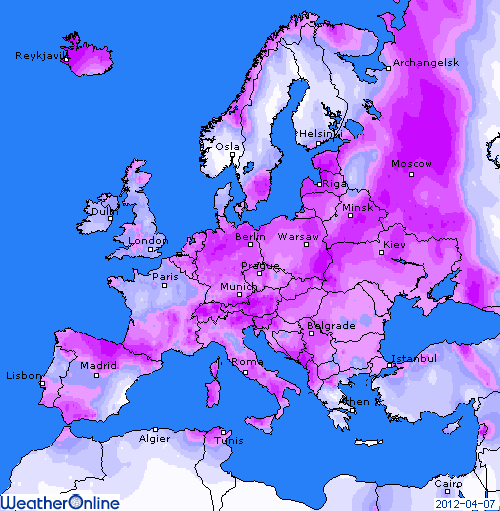 Reykjavik
Archangelsk
Helsinki
Oslo
Moscow
Riga
Dublin
Minsk
London
Berlin
Warsaw
Kiev
Prague
Paris
Munich
Belgrade
Istanbul
Roma
Madrid
Lisbon
Athen
Algier
Tunis
Cairo
WeatherOnline
2012-04-07